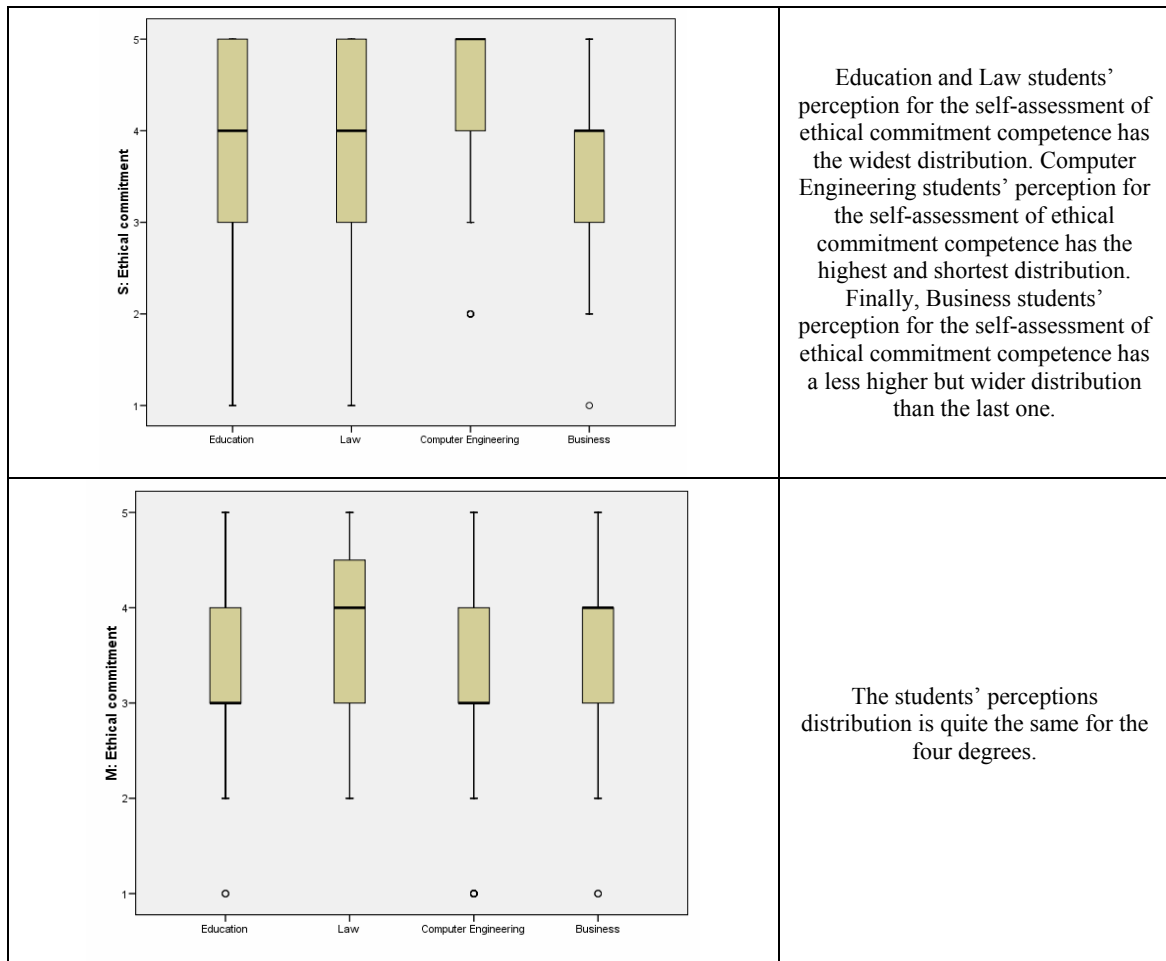 S: Ethical commitment
5
4
3
2
1
Education Law Computer Engineering Business
Education and Law students’
perception for the self-assessment of
ethical commitment competence has
the widest distribution. Computer
Engineering students’ perception for
the self-assessment of ethical
commitment competence has the
highest and shortest distribution.
Finally, Business students’
perception for the self-assessment of
ethical commitment competence has
a less higher but wider distribution
than the last one.
M: Ethical commitment
5
4
3
2
1
Education Law Computer Engineering Business
The students’ perceptions
distribution is quite the same for the
four degrees.